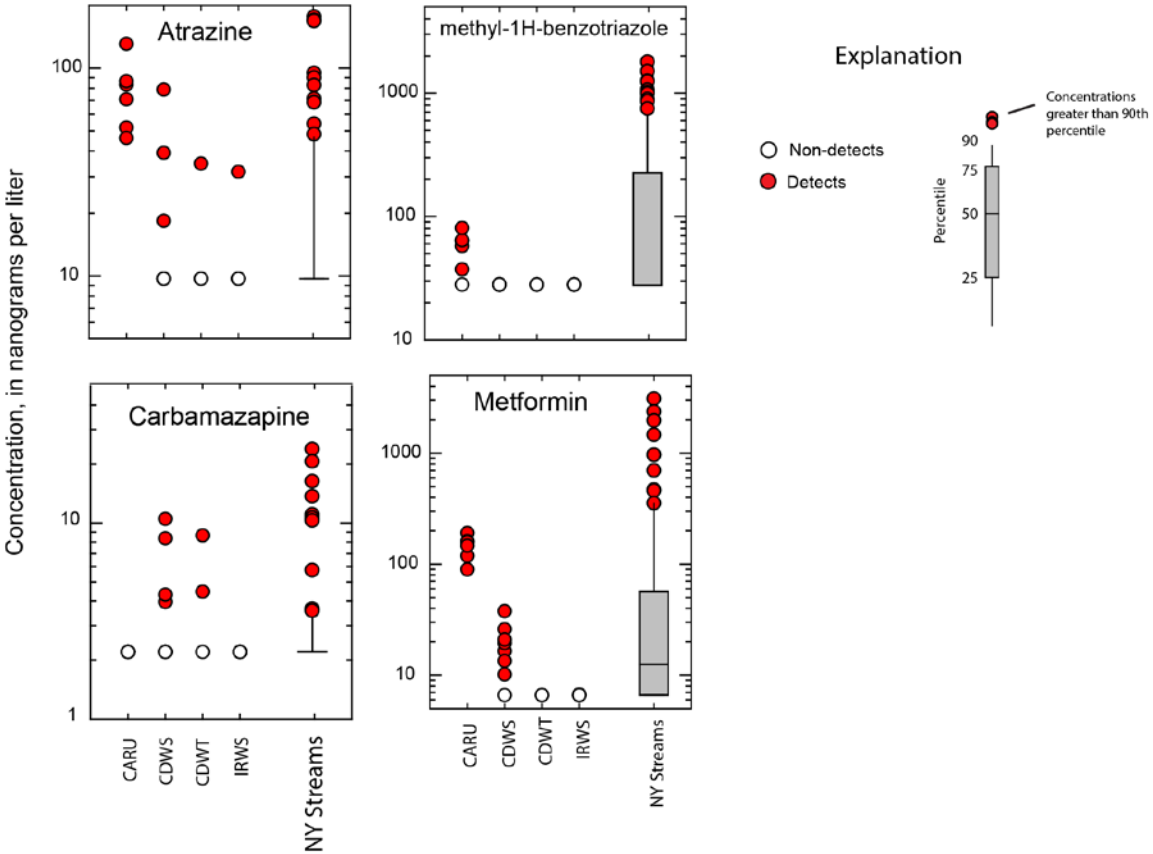 Concentration, in nanograms per liter
Atrazine
100
10
methyl-1H-benzotriazole
1000
100
10
Explanation
Non-detects
Detects
Concentrations
greater than 90th
percentile
Percentile
90
75
50
25
Carbamazapine
10
1
CARU
CDWS
CDWT
IRWS
NY Streams
Metformin
1000
100
10
CARU
CDWS
CDWT
IRWS
NY Streams